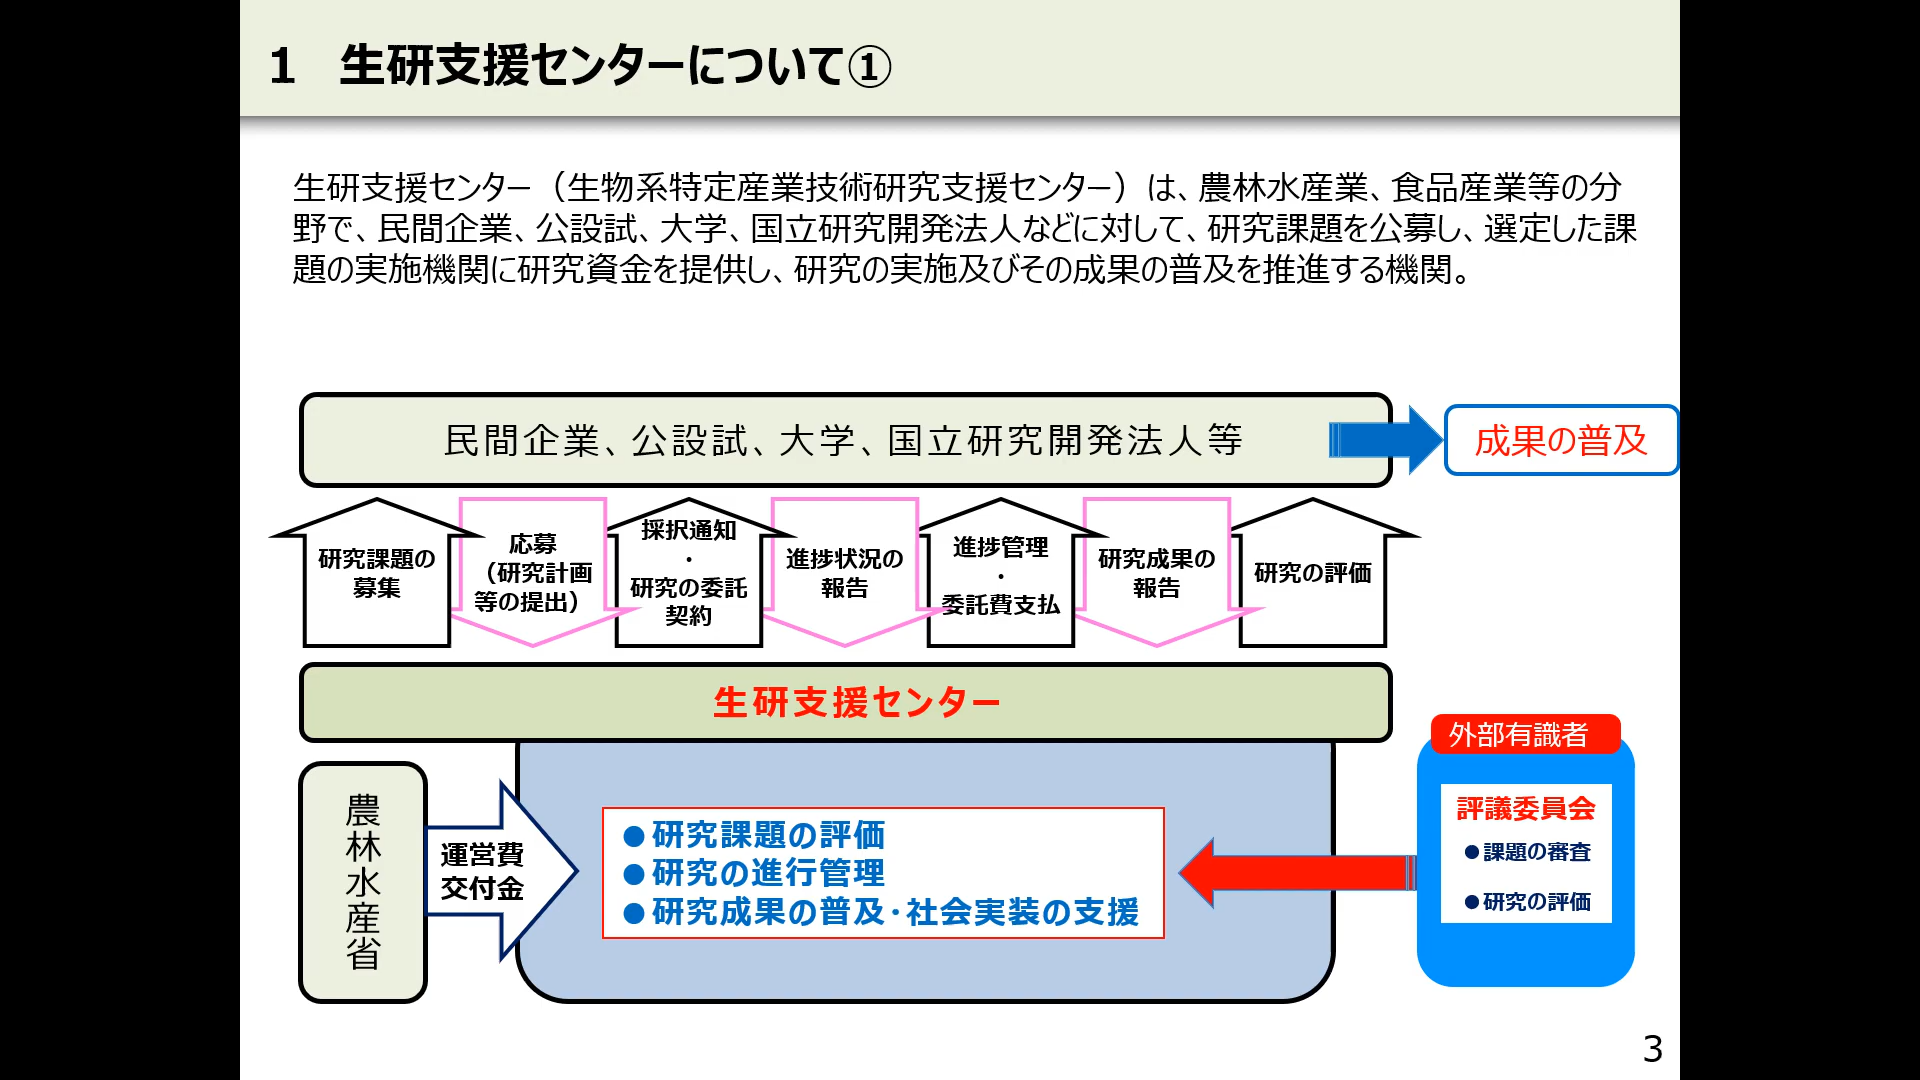 1 生研支援センターについて①
生研支援センター（生物系特定産業技術研究支援センター）は、農林水産業、食品産業等の分
野で、民間企業、公設試、大学、国立研究開発法人などに対して、研究課題を公募し、選定した課
題の実施機関に研究資金を提供し、研究の実施及びその成果の普及を推進する機関。
民間企業、公設試、大学、国立研究開発法人等
成果の普及
研究課題の
募集
応募
（研究計画
等の提出）
採択通知
・
研究の委託
契約
進捗状況の
報告
進捗管理
・
委託費支払
研究成果の
報告
研究の評価
生研支援センター
農林水産省
運営費
交付金
●研究課題の評価
●研究の進行管理
●研究成果の普及・社会実装の支援
外部有識者
評議委員会
●課題の審査
●研究の評価
3